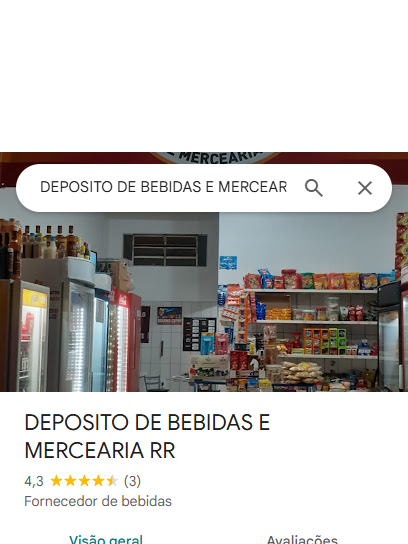 E MERCEARIA
DEPOSITO DE BEBIDAS E MERCEAR
DEPOSITO DE BEBIDAS E
MERCEARIA RR
4,3 (3)
Fornecedor de bebidas
Visão geral Avaliações